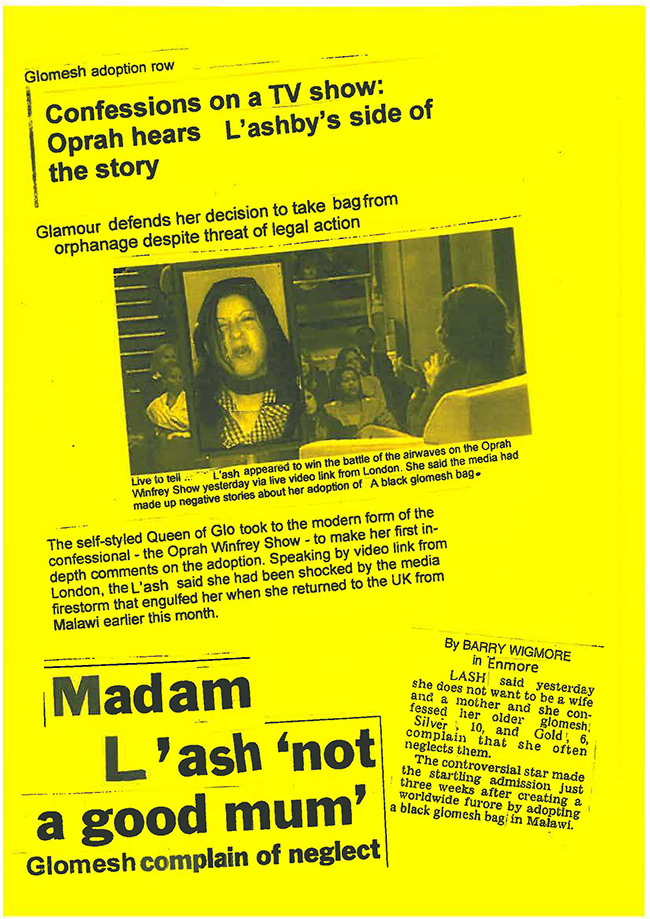 Glomesh adoption row
Confessions on a TV show:
Oprah hears L'ashby's side of
the story
Glamour defends her decision to take bag from
orphanage despite threat of legal action
Live to tell ... L'ash appeared to win the battle of the airwaves on the Oprah
Winfrey Show yesterday via live video link from London. She said the media had
made up negative stories about her adoption of A black glomesh bag.
The self-styled Queen of Glo took to the modern form of the
confessional - the Oprah Winfrey Show - to make her first in-
depth comments on the adoption. Speaking by video link from
London, the L'ash said she had been shocked by the media
firestorm that engulfed her when she returned to the UK from
Malawi earlier this month.
Madam
L'ash 'not
a good mum'
Glomesh complain of neglect
By BARRY WIGMORE
in Enmore
LASH said yesterday
she does not want to be a wife
and a mother and she con-
fessed her older glomesh,
Silver, 10, and Gold, 6,
complain that she often
neglects them.
The controversial star made
the startling admission just
three weeks after creating a
worldwide furore by adopting
a black glomesh bag in Malawi.